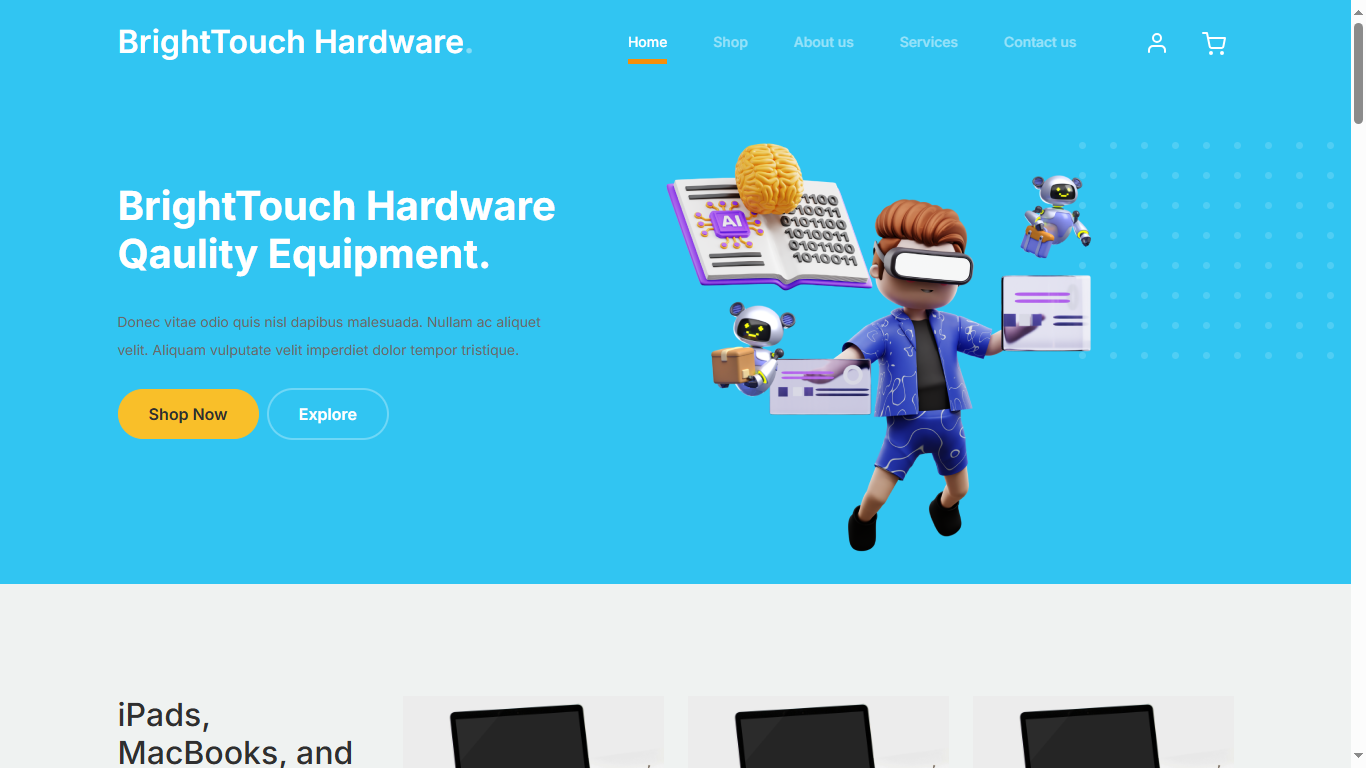 BrightTouch Hardware.
Home Shop About us Services Contact us
BrightTouch Hardware
Qaulity Equipment.
Donec vitae odio quis nisl dapibus malesuada. Nullam ac aliquet
velit. Aliquam vulputate velit imperdiet dolor tempor tristique.
Shop Now Explore
AI
1100
010011
1010011
0101100
1010011
iPads,
MacBooks, and